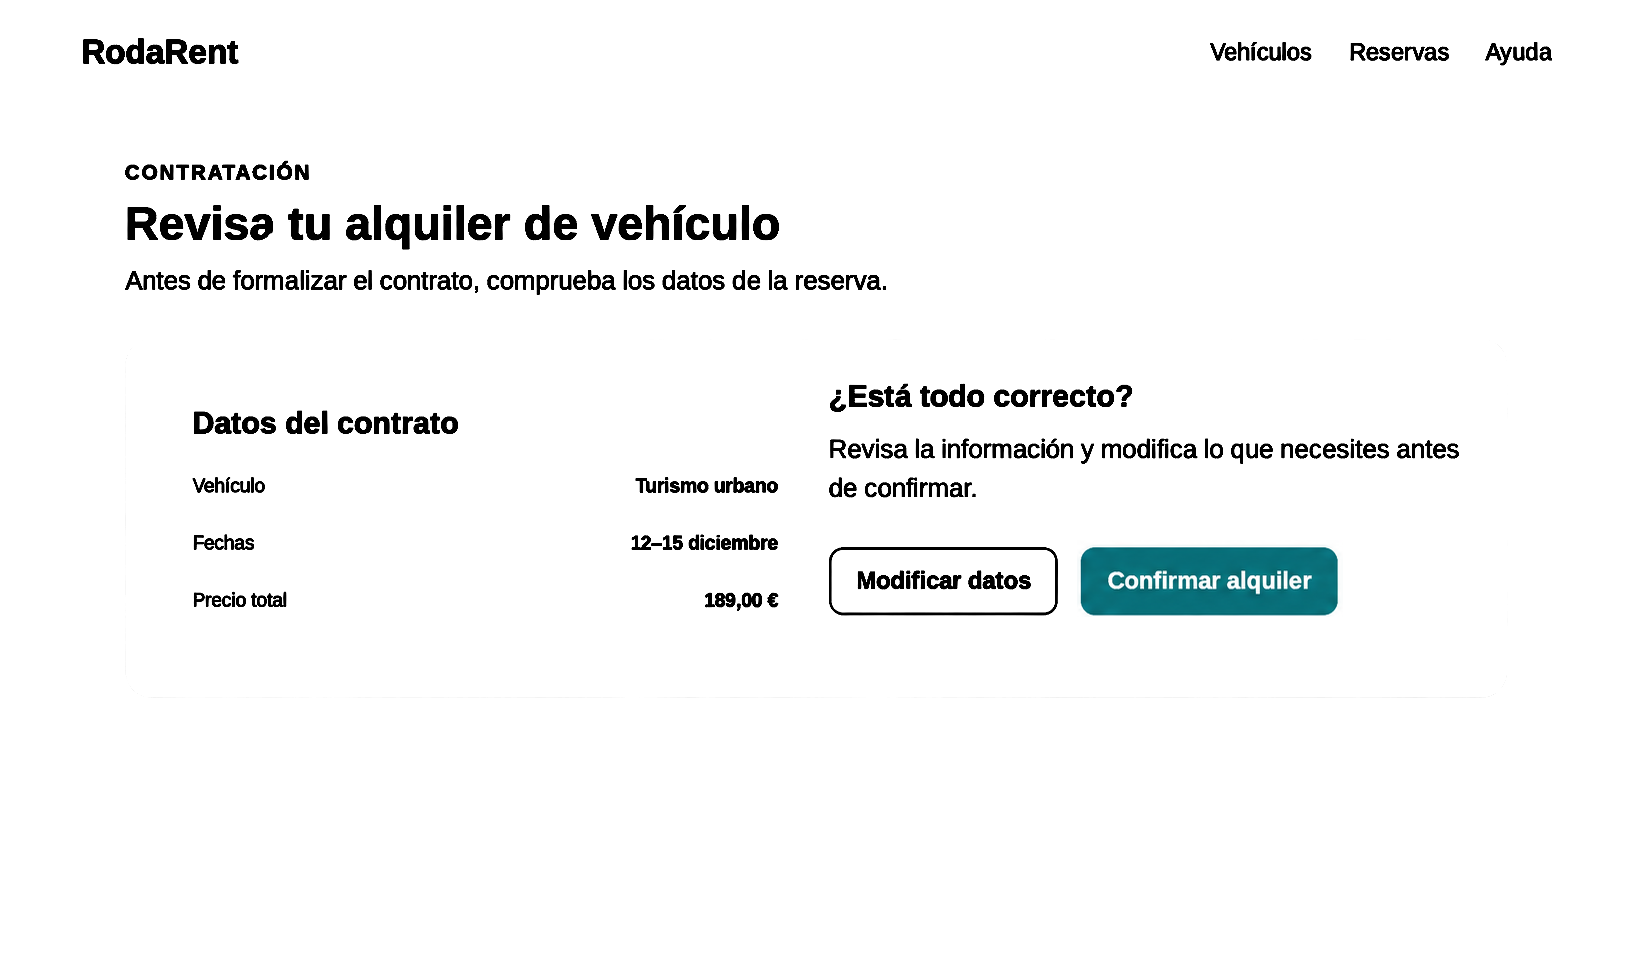 RodaRent
Vehículos Reservas Ayuda
CONTRATACIÓN
Revisa tu alquiler de vehículo
Antes de formalizar el contrato, comprueba los datos de la reserva.
Datos del contrato
Vehículo Turismo urbano
Fechas 12–15 diciembre
Precio total 189,00 €
¿Está todo correcto?
Revisa la información y modifica lo que necesites antes
de confirmar.
Modificar datos Confirmar alquiler